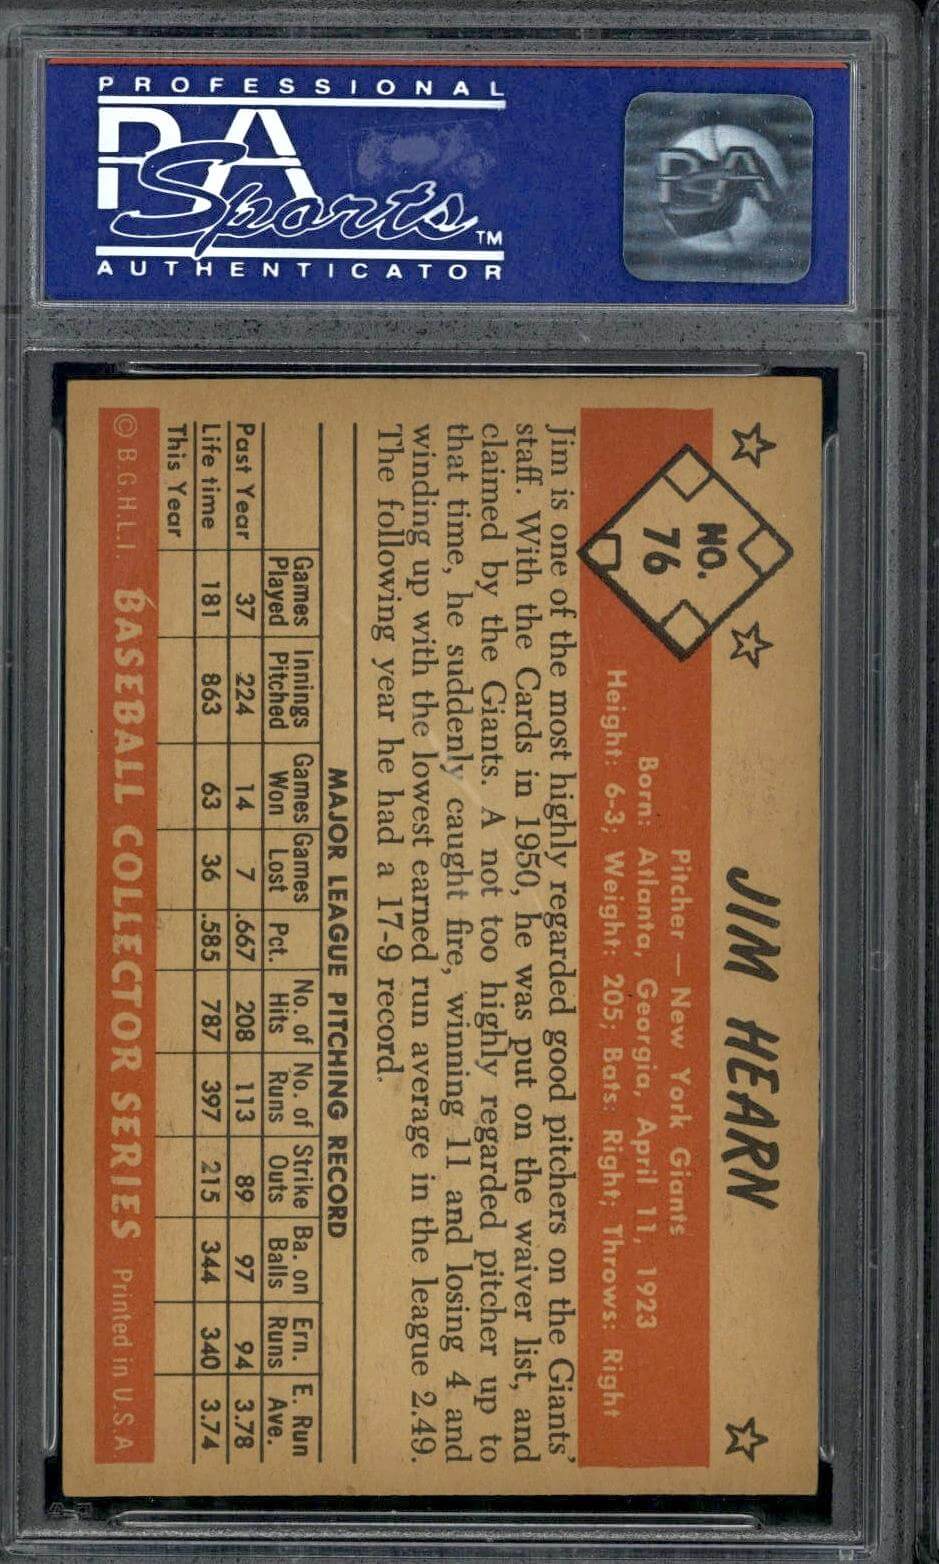 PROFESSIONAL
PSA
Sports™
AUTHENTICATOR
PSA
NO.
76
JIM HEARN
Pitcher — New York Giants
Born: Atlanta, Georgia, April 11, 1923
Height: 6-3; Weight: 205; Bats: Right; Throws: Right
Jim is one of the most highly regarded good pitchers on the Giants'
staff. With the Cards in 1950, he was put on the waiver list, and
claimed by the Giants. A not too highly regarded pitcher up to
that time, he suddenly caught fire, winning 11 and losing 4 and
winding up with the lowest earned run average in the league 2.49.
The following year he had a 17-9 record.
MAJOR LEAGUE PITCHING RECORD
Games Played Innings Pitched Games Won Games Lost Pct. No. of Hits No. of Runs Strike Outs Ba. on Balls Ern. Runs E. Run Ave.
Past Year 37 224 14 7 .667 208 113 89 97 94 3.78
Life time 181 863 63 36 .585 787 397 215 344 340 3.74
This Year
© B.G.H.L.I. BASEBALL COLLECTOR SERIES Printed in U.S.A